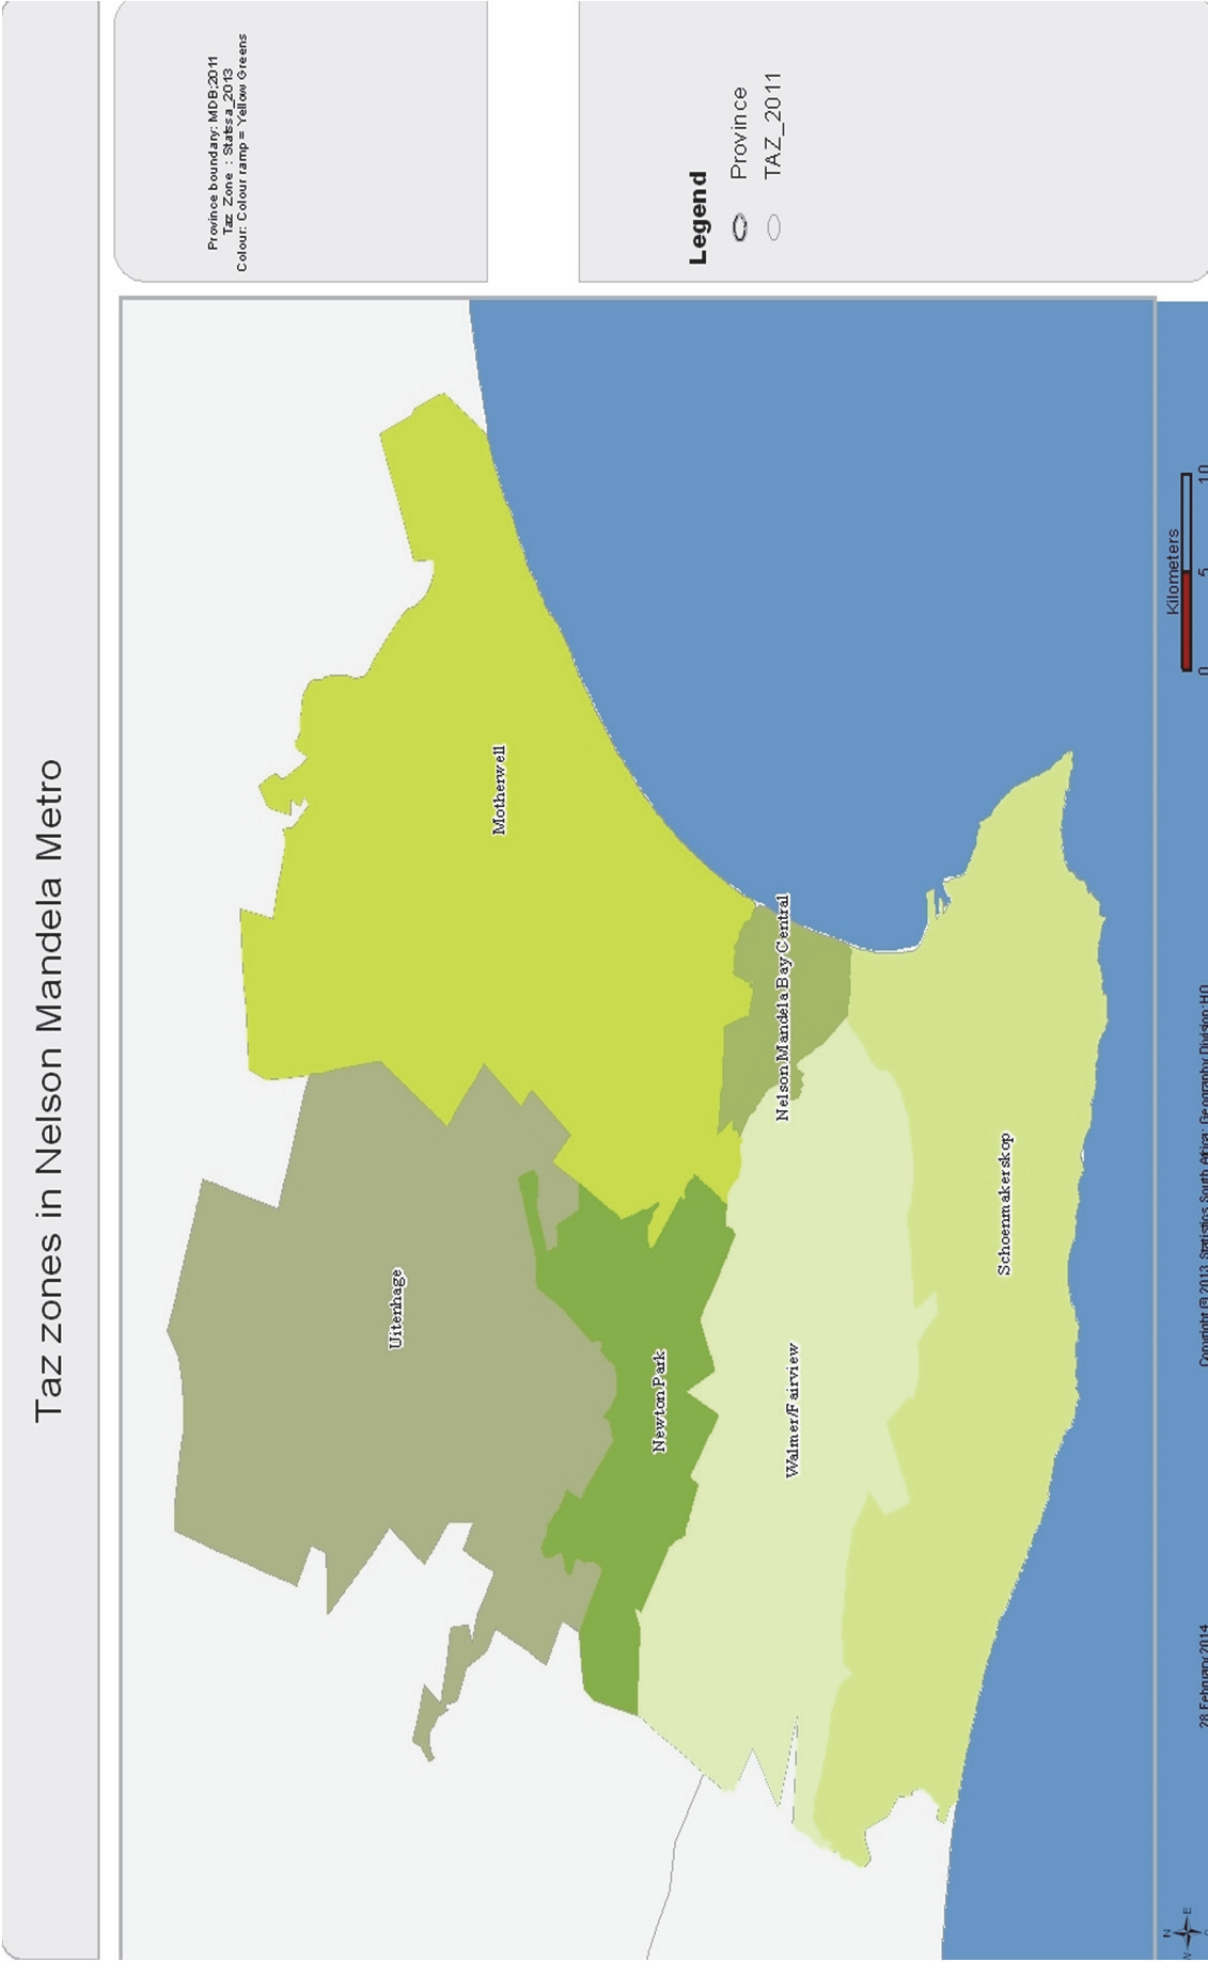 Taz zones in Nelson Mandela Metro
Province boundary: MDB:2011
Taz Zone : Statssa_2013
Colour: Colour ramp = Yellow Greens
Legend
Province
TAZ_2011
Motherwell
Nelson Mandela Bay Central
Uitenhage
Newton Park
Walmer/Fairview
Schoenmakerskop
Kilometers
0 5 10
N
E
28 February 2014
Copyright @ 2013 Statistics South Africa: Geography Division: HO